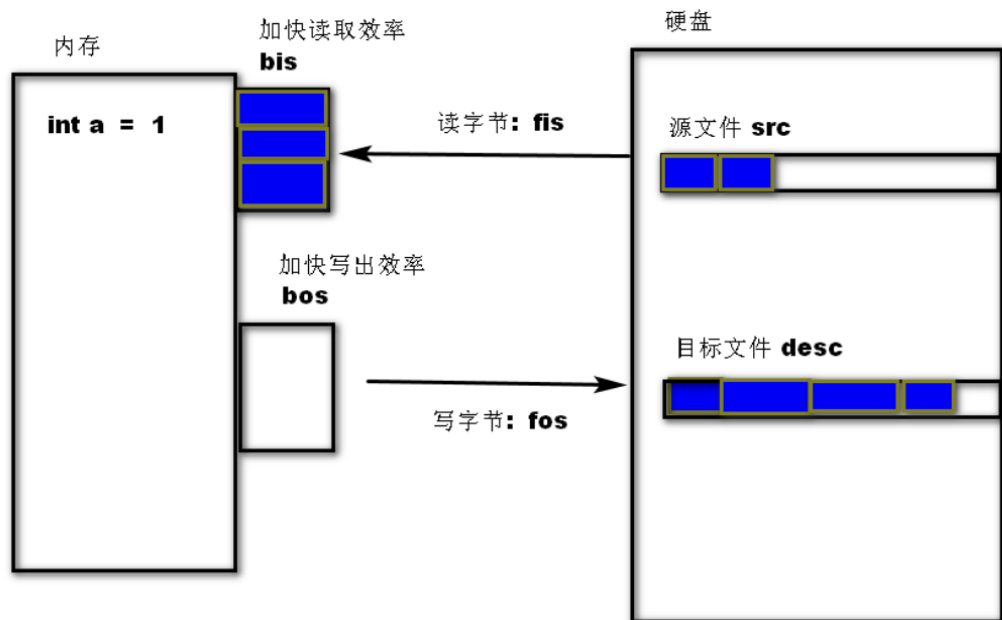 内存
int a = 1
加快读取效率
bis
读字节: fis
加快写出效率
bos
写字节: fos
硬盘
源文件 src
目标文件 desc